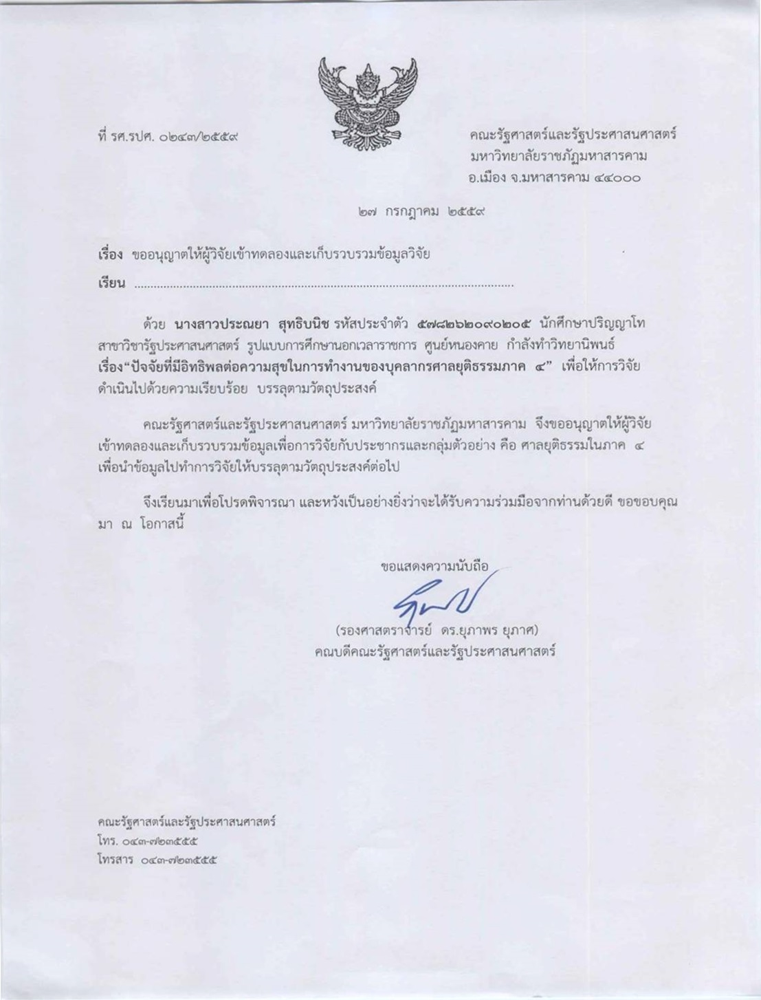 ที่ รศ.รปศ. ๐๒๔๓/๒๕๕๙
คณะรัฐศาสตร์และรัฐประศาสนศาสตร์
มหาวิทยาลัยราชภัฏมหาสารคาม
อ.เมือง จ.มหาสารคาม ๔๔๐๐๐
๒๗ กรกฎาคม ๒๕๕๙
เรื่อง ขออนุญาตให้ผู้วิจัยเข้าทดลองและเก็บรวบรวมข้อมูลวิจัย
เรียน ..........................................................................................................................
ด้วย นางสาวประณยา สุทธิบนิช รหัสประจำตัว ๕๗๘๒๖๒๐๙๐๒๐๕ นักศึกษาปริญญาโท
สาขาวิชารัฐประศาสนศาสตร์ รูปแบบการศึกษานอกเวลาราชการ ศูนย์หนองคาย กำลังทำวิทยานิพนธ์
เรื่อง“ปัจจัยที่มีอิทธิพลต่อความสุขในการทำงานของบุคลากรศาลยุติธรรมภาค ๔” เพื่อให้การวิจัย
ดำเนินไปด้วยความเรียบร้อย บรรลุตามวัตถุประสงค์
คณะรัฐศาสตร์และรัฐประศาสนศาสตร์ มหาวิทยาลัยราชภัฏมหาสารคาม จึงขออนุญาตให้ผู้วิจัย
เข้าทดลองและเก็บรวบรวมข้อมูลเพื่อการวิจัยกับประชากรและกลุ่มตัวอย่าง คือ ศาลยุติธรรมในภาค ๔
เพื่อนำข้อมูลไปทำการวิจัยให้บรรลุตามวัตถุประสงค์ต่อไป
จึงเรียนมาเพื่อโปรดพิจารณา และหวังเป็นอย่างยิ่งว่าจะได้รับความร่วมมือจากท่านด้วยดี ขอขอบคุณ
มา ณ โอกาสนี้
ขอแสดงความนับถือ
(รองศาสตราจารย์ ดร.ยุภาพร ยุภาศ)
คณบดีคณะรัฐศาสตร์และรัฐประศาสนศาสตร์
คณะรัฐศาสตร์และรัฐประศาสนศาสตร์
โทร. ๐๔๓-๗๒๓๕๕๕
โทรสาร ๐๔๓-๗๒๓๕๕๕